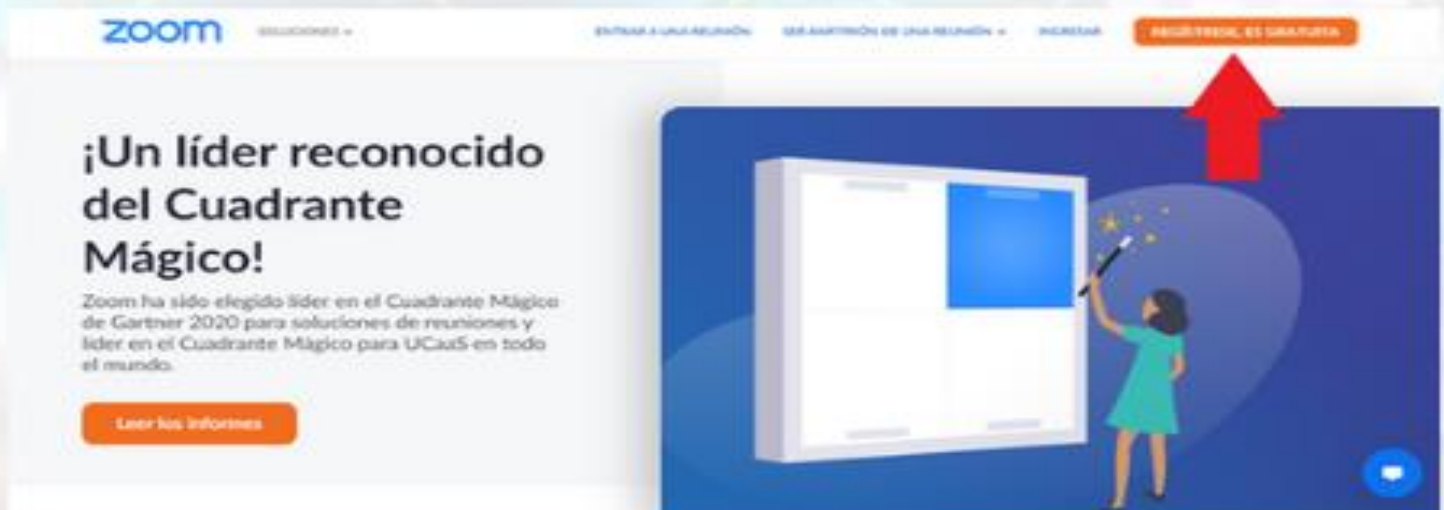 zoom
SOLUCIONES
ENTRAR A UNA REUNIÓN
SER ANFITRIÓN DE UNA REUNIÓN
INGRESAR
REGÍSTRESE, ES GRATUITA
¡Un líder reconocido
del Cuadrante
Mágico!
Zoom ha sido elegido líder en el Cuadrante Mágico
de Gartner 2020 para soluciones de reuniones y
líder en el Cuadrante Mágico para UCaaS en todo
el mundo.
Leer los informes